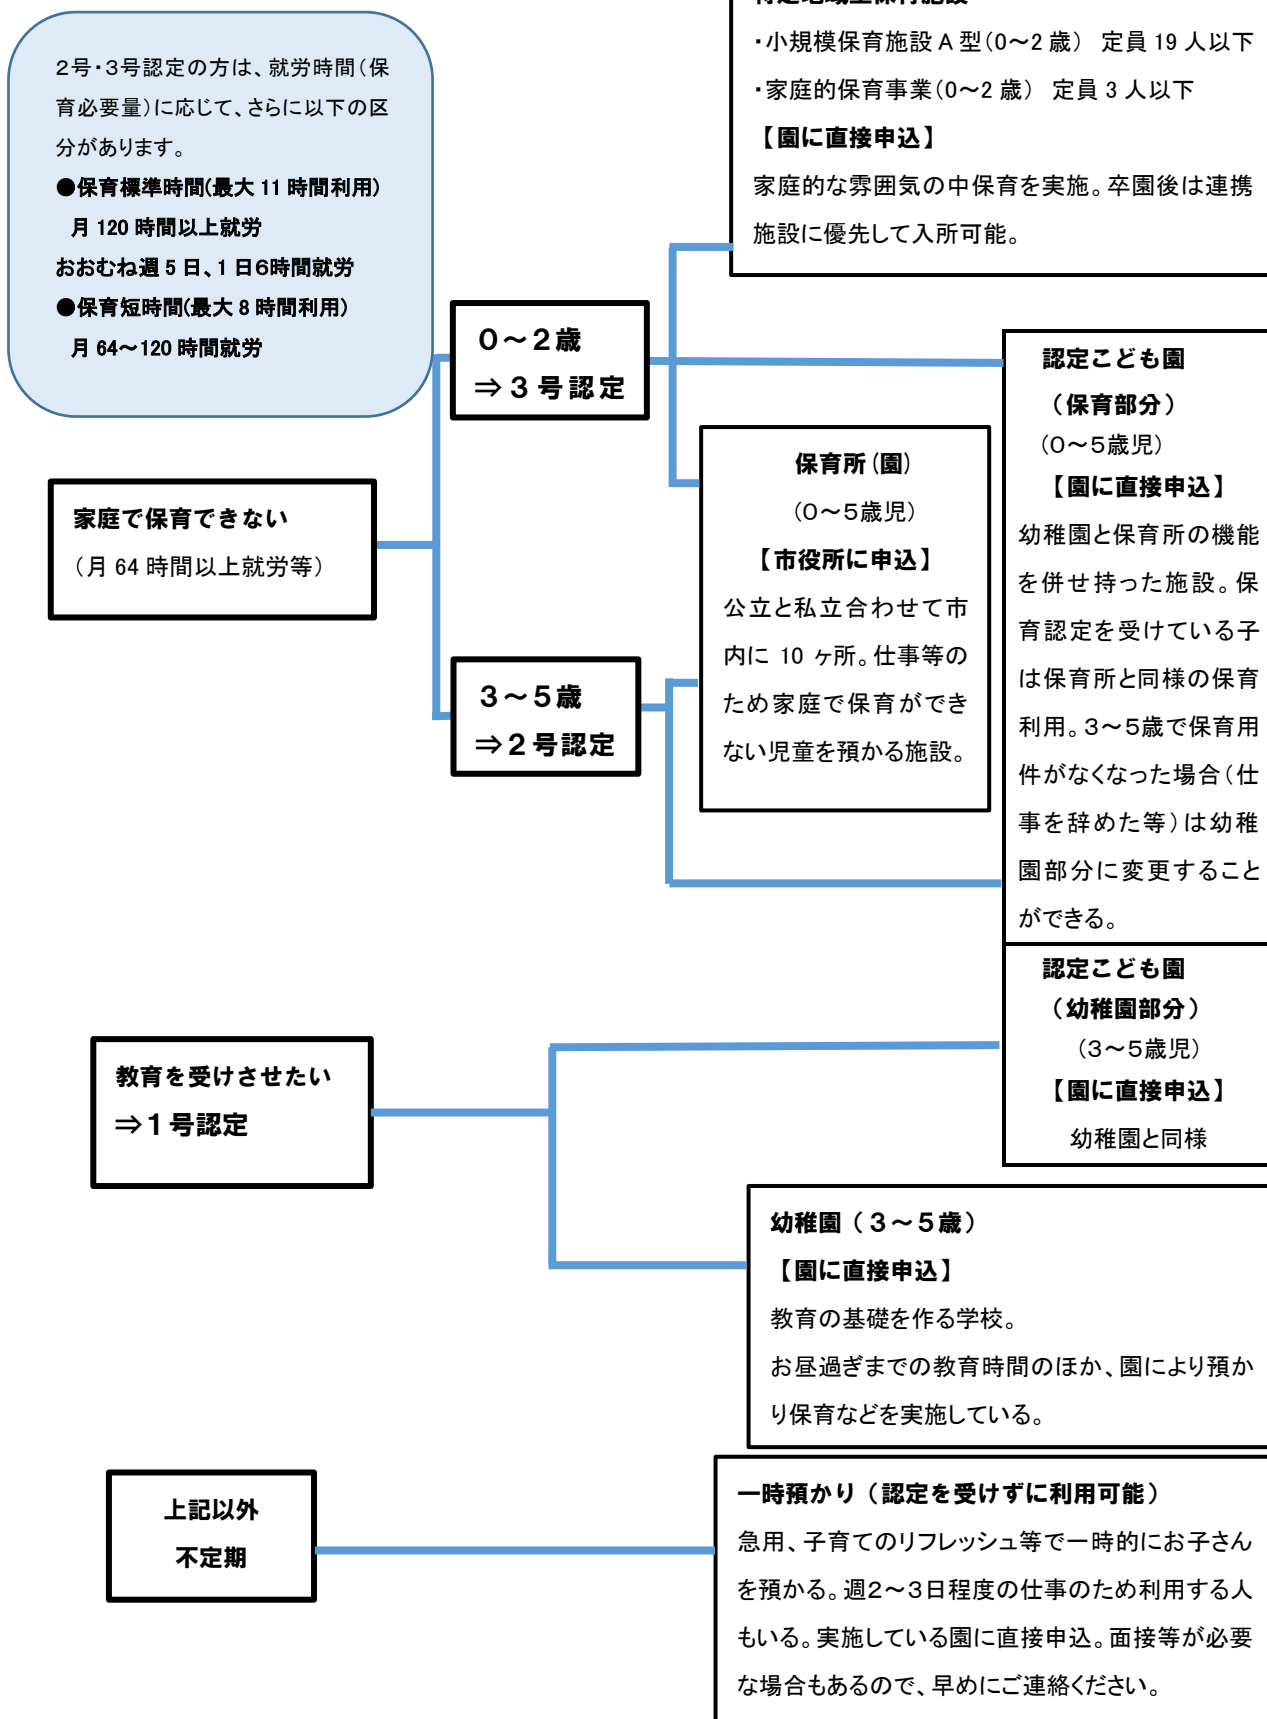 2号・3号認定の方は、就労時間(保
育必要量)に応じて、さらに以下の区
分があります。
●保育標準時間(最大 11 時間利用)
月 120 時間以上就労
おおむね週 5 日、1 日6時間就労
●保育短時間(最大 8 時間利用)
月 64～120 時間就労
・小規模保育施設 A 型(0～2 歳) 定員 19 人以下
・家庭的保育事業(0～2 歳) 定員 3 人以下
【園に直接申込】
家庭的な雰囲気の中保育を実施。卒園後は連携
施設に優先して入所可能。
0～2歳
⇒3号認定
家庭で保育できない
(月 64 時間以上就労等)
3～5歳
⇒2号認定
保育所(園)
(0～5歳児)
【市役所に申込】
公立と私立合わせて市
内に 10 ヶ所。仕事等の
ため家庭で保育ができ
ない児童を預かる施設。
認定こども園
(保育部分)
(0～5歳児)
【園に直接申込】
幼稚園と保育所の機能
を併せ持った施設。保
育認定を受けている子
は保育所と同様の保育
利用。3～5歳で保育用
件がなくなった場合(仕
事を辞めた等)は幼稚
園部分に変更すること
ができる。
認定こども園
(幼稚園部分)
(3～5歳児)
【園に直接申込】
幼稚園と同様
教育を受けさせたい
⇒1号認定
幼稚園(3～5歳)
【園に直接申込】
教育の基礎を作る学校。
お昼過ぎまでの教育時間のほか、園により預か
り保育などを実施している。
上記以外
不定期
一時預かり(認定を受けずに利用可能)
急用、子育てのリフレッシュ等で一時的にお子さん
を預かる。週2～3日程度の仕事のため利用する人
もいる。実施している園に直接申込。面接等が必要
な場合もあるので、早めにご連絡ください。